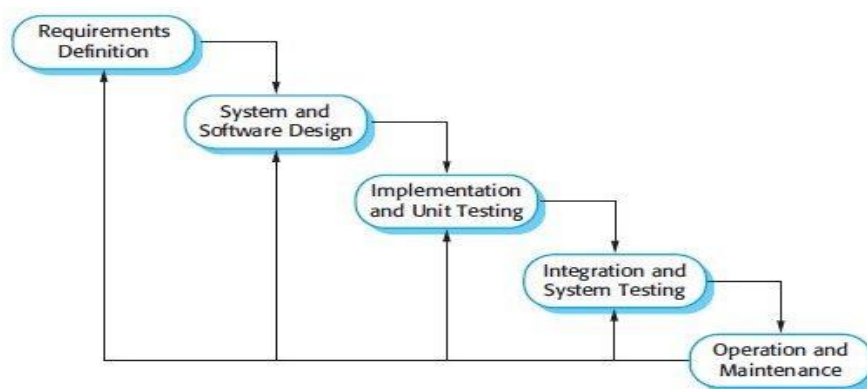 Requirements
Definition
System and
Software Design
Implementation
and Unit Testing
Integration and
System Testing
Operation and
Maintenance